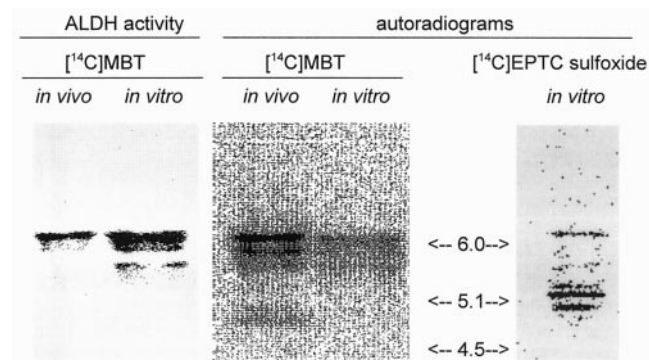 ALDH activity autoradiograms
[¹⁴C]MBT [¹⁴C]MBT [¹⁴C]EPTC sulfoxide
in vivo in vitro in vivo in vitro in vitro
<-- 6.0-->
<-- 5.1-->
<-- 4.5-->